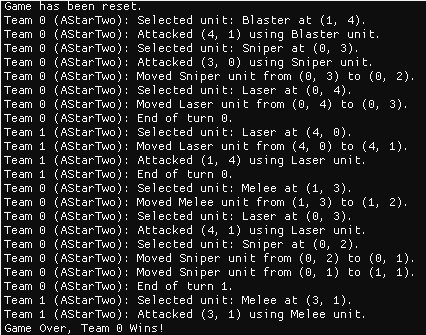 Game has been reset.
Team 0 (AStarTwo): Selected unit: Blaster at (1, 4).
Team 0 (AStarTwo): Attacked (4, 1) using Blaster unit.
Team 0 (AStarTwo): Selected unit: Sniper at (0, 3).
Team 0 (AStarTwo): Attacked (3, 0) using Sniper unit.
Team 0 (AStarTwo): Moved Sniper unit from (0, 3) to (0, 2).
Team 0 (AStarTwo): Selected unit: Laser at (0, 4).
Team 0 (AStarTwo): Moved Laser unit from (0, 4) to (0, 3).
Team 0 (AStarTwo): End of turn 0.
Team 1 (AStarTwo): Selected unit: Laser at (4, 0).
Team 1 (AStarTwo): Moved Laser unit from (4, 0) to (4, 1).
Team 1 (AStarTwo): Attacked (1, 4) using Laser unit.
Team 1 (AStarTwo): End of turn 0.
Team 0 (AStarTwo): Selected unit: Melee at (1, 3).
Team 0 (AStarTwo): Moved Melee unit from (1, 3) to (1, 2).
Team 0 (AStarTwo): Selected unit: Laser at (0, 3).
Team 0 (AStarTwo): Attacked (4, 1) using Laser unit.
Team 0 (AStarTwo): Selected unit: Sniper at (0, 2).
Team 0 (AStarTwo): Moved Sniper unit from (0, 2) to (0, 1).
Team 0 (AStarTwo): Moved Sniper unit from (0, 1) to (1, 1).
Team 0 (AStarTwo): End of turn 1.
Team 1 (AStarTwo): Selected unit: Melee at (3, 1).
Team 1 (AStarTwo): Attacked (3, 1) using Melee unit.
Game Over, Team 0 Wins!